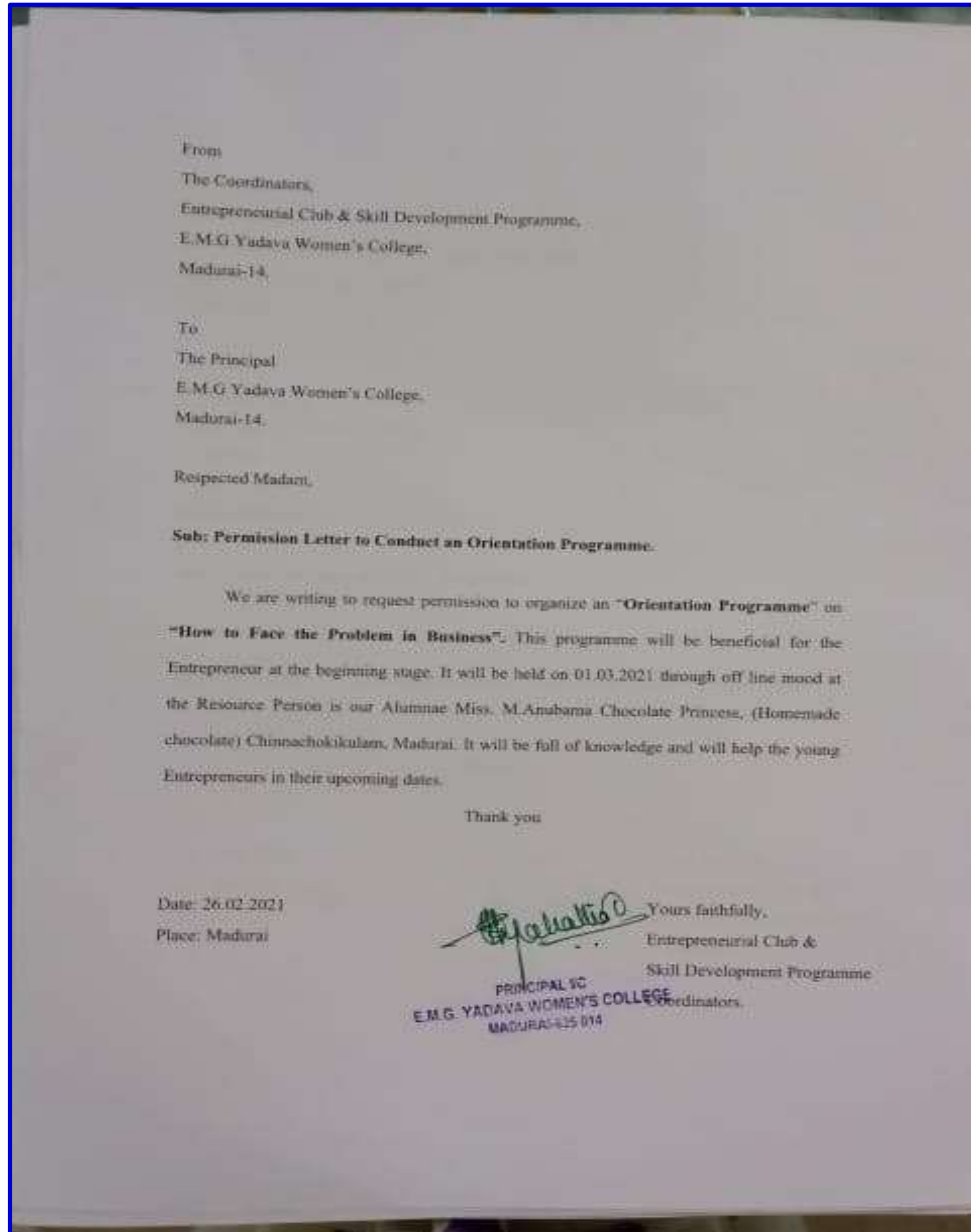 From
The Coordinators,
Entrepreneurial Club & Skill Development Programme,
E.M.G Yadava Women's College,
Madurai-14.
To
The Principal
E.M.G Yadava Women's College,
Madurai-14.
Respected Madam,
Sub: Permission Letter to Conduct an Orientation Programme.
We are writing to request permission to organize an "Orientation Programme" on
"How to Face the Problem in Business". This programme will be beneficial for the
Entrepreneur at the beginning stage. It will be held on 01.03.2021 through off line mood at
the Resource Person is our Alumnae Miss. M.Anubama Chocolate Princess, (Homemade
chocolate) Chinnachokikulam, Madurai. It will be full of knowledge and will help the young
Entrepreneurs in their upcoming dates.
Thank you
Date: 26.02.2021
Place: Madurai
Yours faithfully,
Entrepreneurial Club &
Skill Development Programme
PRINCIPAL I/C
E.M.G. YADAVA WOMEN'S COLLEGE
MADURAI-625 014